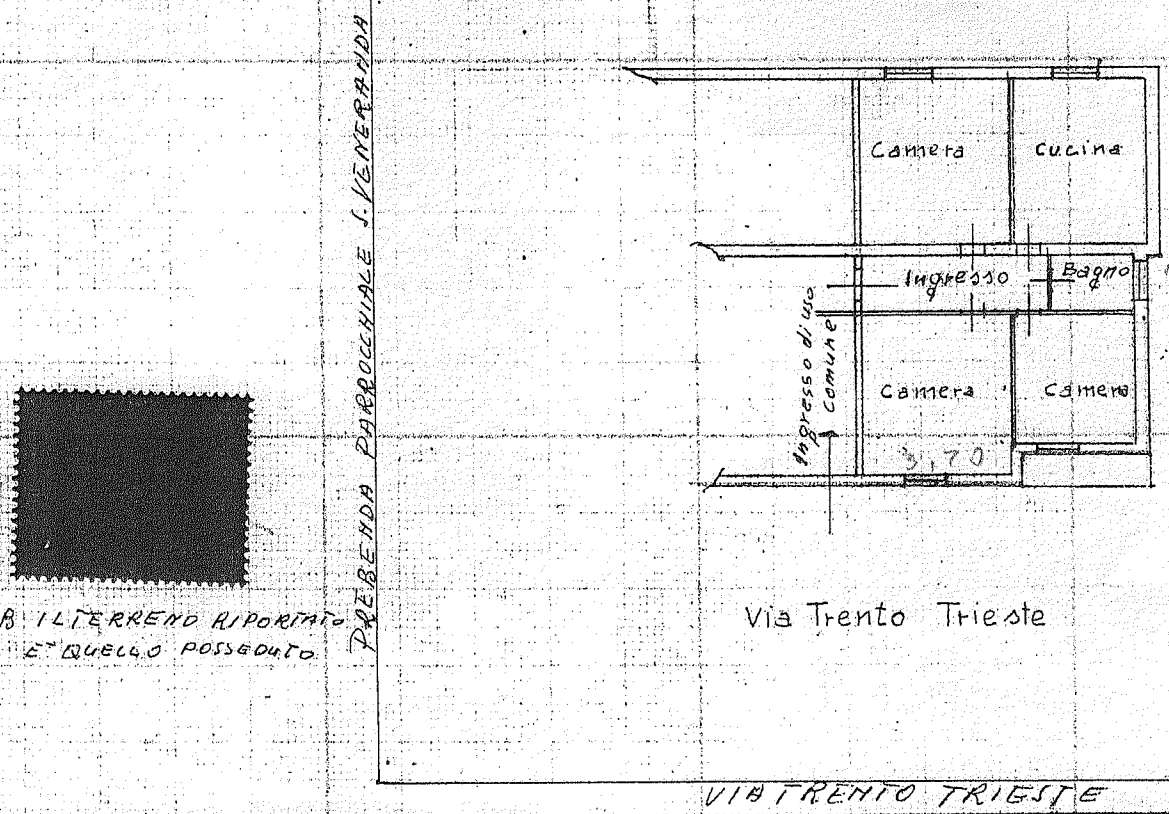 PREBENDA PARROCCHIALE S. VENERANDA
Camera
cucina
Ingresso
Bagno
Ingresso di uso
comune
Camera
Camera
3,70
B. IL TERRENO RIPORTATO
E' QUELLO POSSEDUTO
Via Trento Trieste
VIA TRENTO TRIESTE